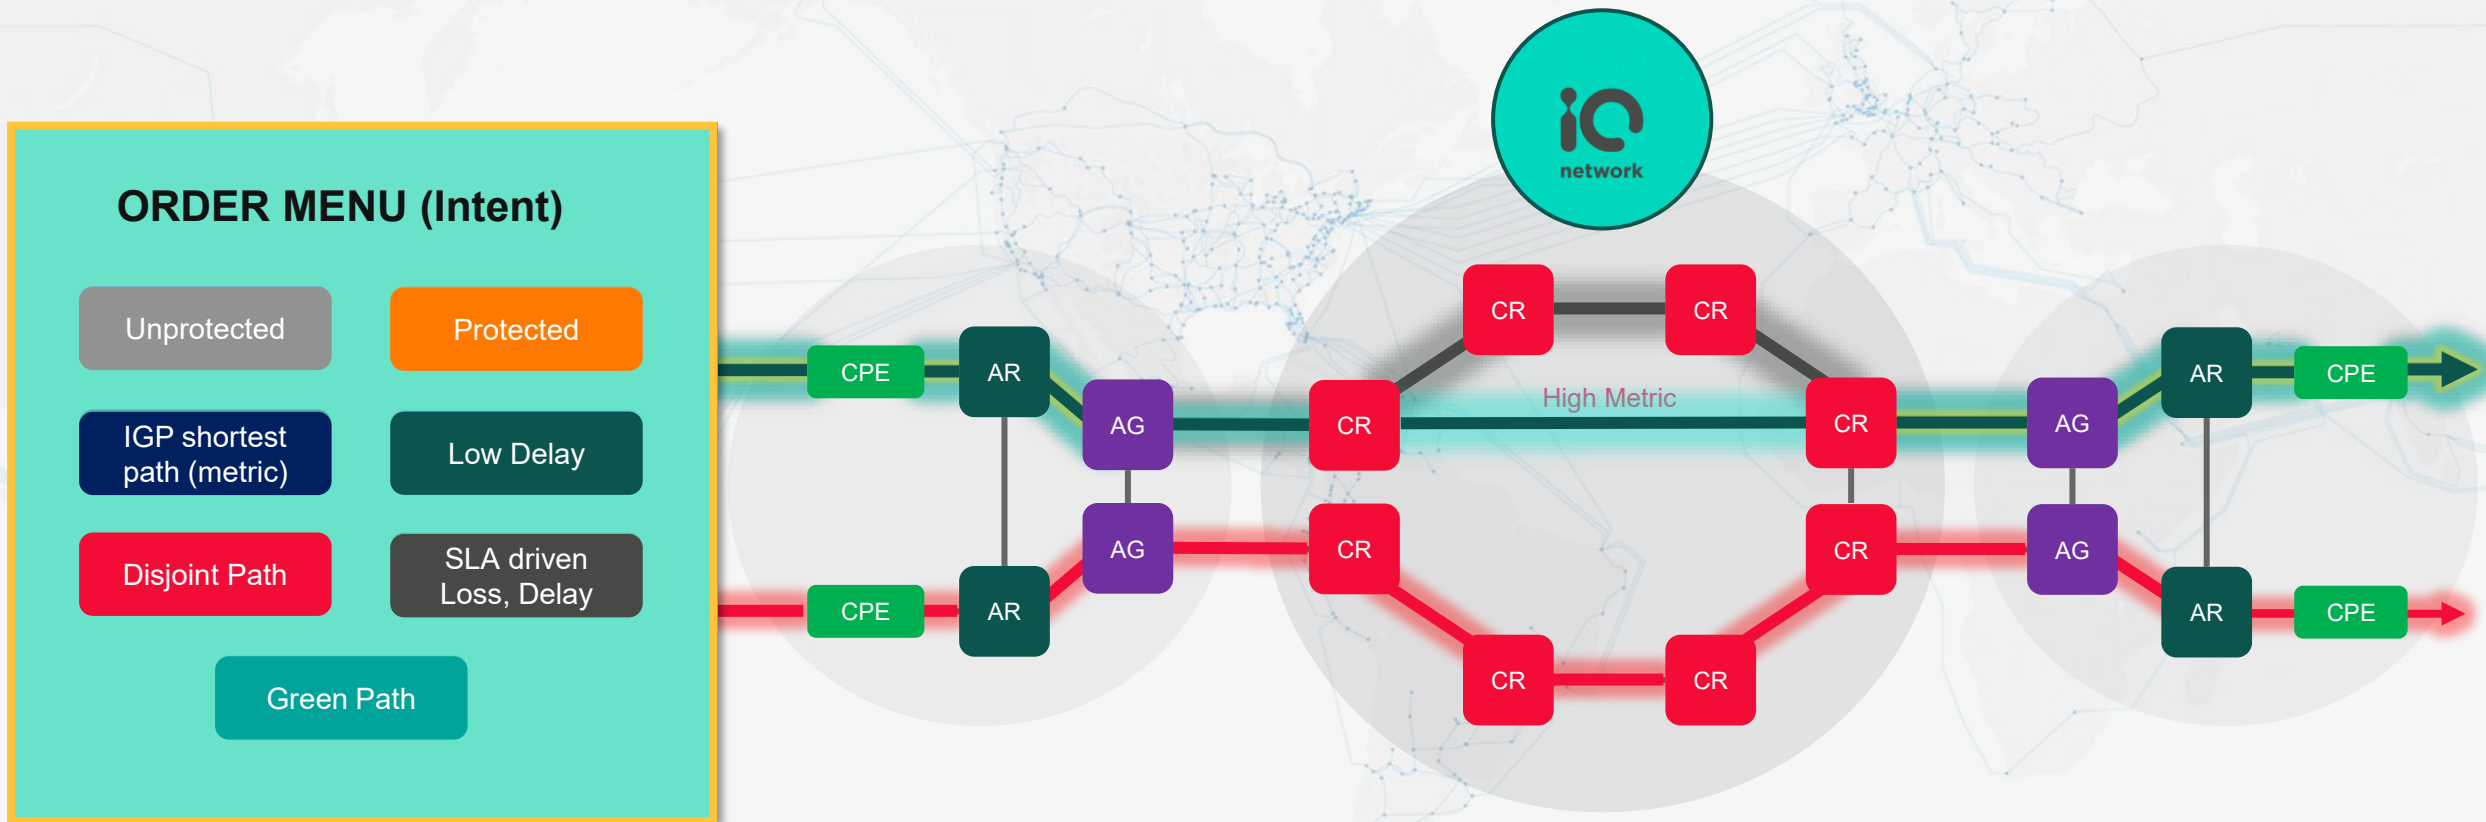 iQ
network
ORDER MENU (Intent)
Unprotected
Protected
IGP shortest
path (metric)
Low Delay
Disjoint Path
SLA driven
Loss, Delay
Green Path
CPE
AR
AG
CR
CR
CR
High Metric
CR
AG
AR
CPE
CPE
AR
AG
CR
CR
CR
CR
AG
AR
CPE